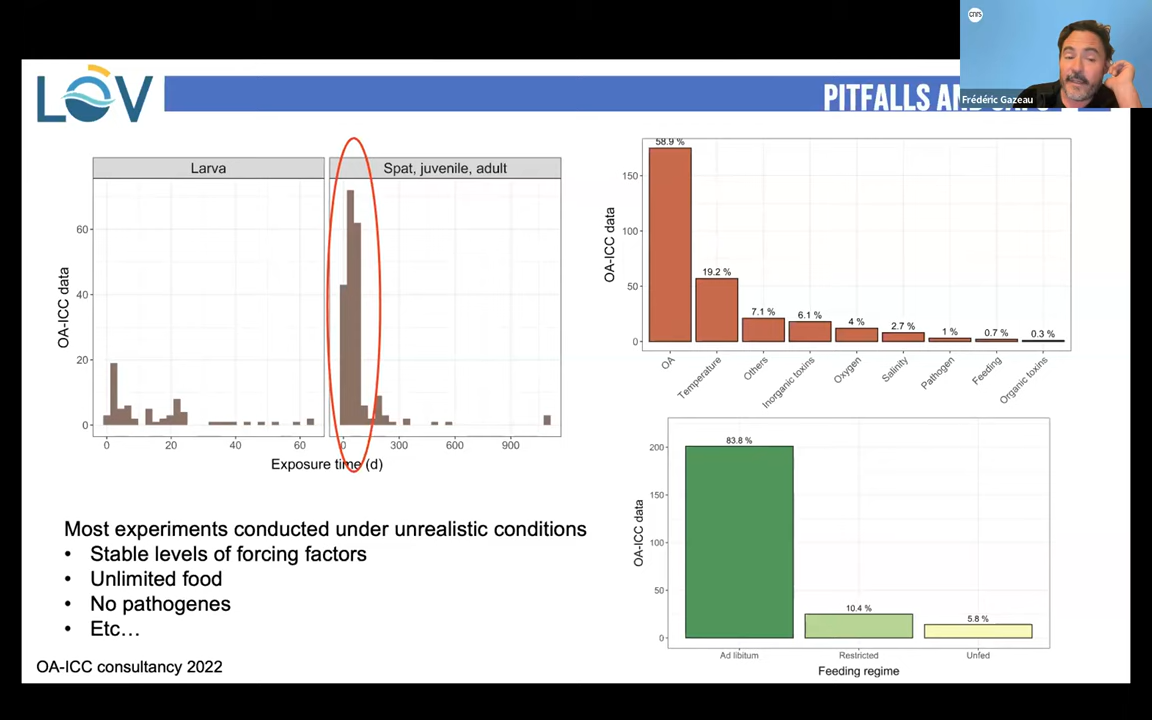 cnrs
Frédéric Gazeau
LOV
PITFALLS AND
Larva
Spat, juvenile, adult
OA-ICC data
60
40
20
0
0
20
40
60
0
300
600
900
Exposure time (d)
Most experiments conducted under unrealistic conditions
• Stable levels of forcing factors
• Unlimited food
• No pathogenes
• Etc…
OA-ICC consultancy 2022
OA-ICC data
150
100
50
0
58.9 %
19.2 %
7.1 %
6.1 %
4 %
2.7 %
1 %
0.7 %
0.3 %
OA
Temperature
Others
Inorganic toxins
Oxygen
Salinity
Pathogen
Feeding
Organic toxins
OA-ICC data
200
150
100
50
0
83.8 %
10.4 %
5.8 %
Ad libitum
Restricted
Unfed
Feeding regime